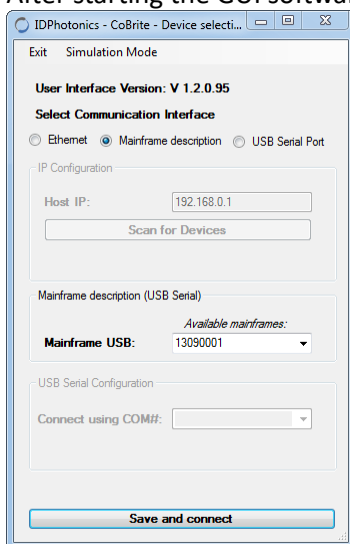 After starting the GUI softwa
IDPhotonics - CoBrite - Device selecti...
Exit Simulation Mode
User Interface Version: V 1.2.0.95
Select Communication Interface
Ethernet Mainframe description USB Serial Port
IP Configuration
Host IP: 192.168.0.1
Scan for Devices
Mainframe description (USB Serial)
Available mainframes:
Mainframe USB: 13090001
USB Serial Configuration
Connect using COM#:
Save and connect